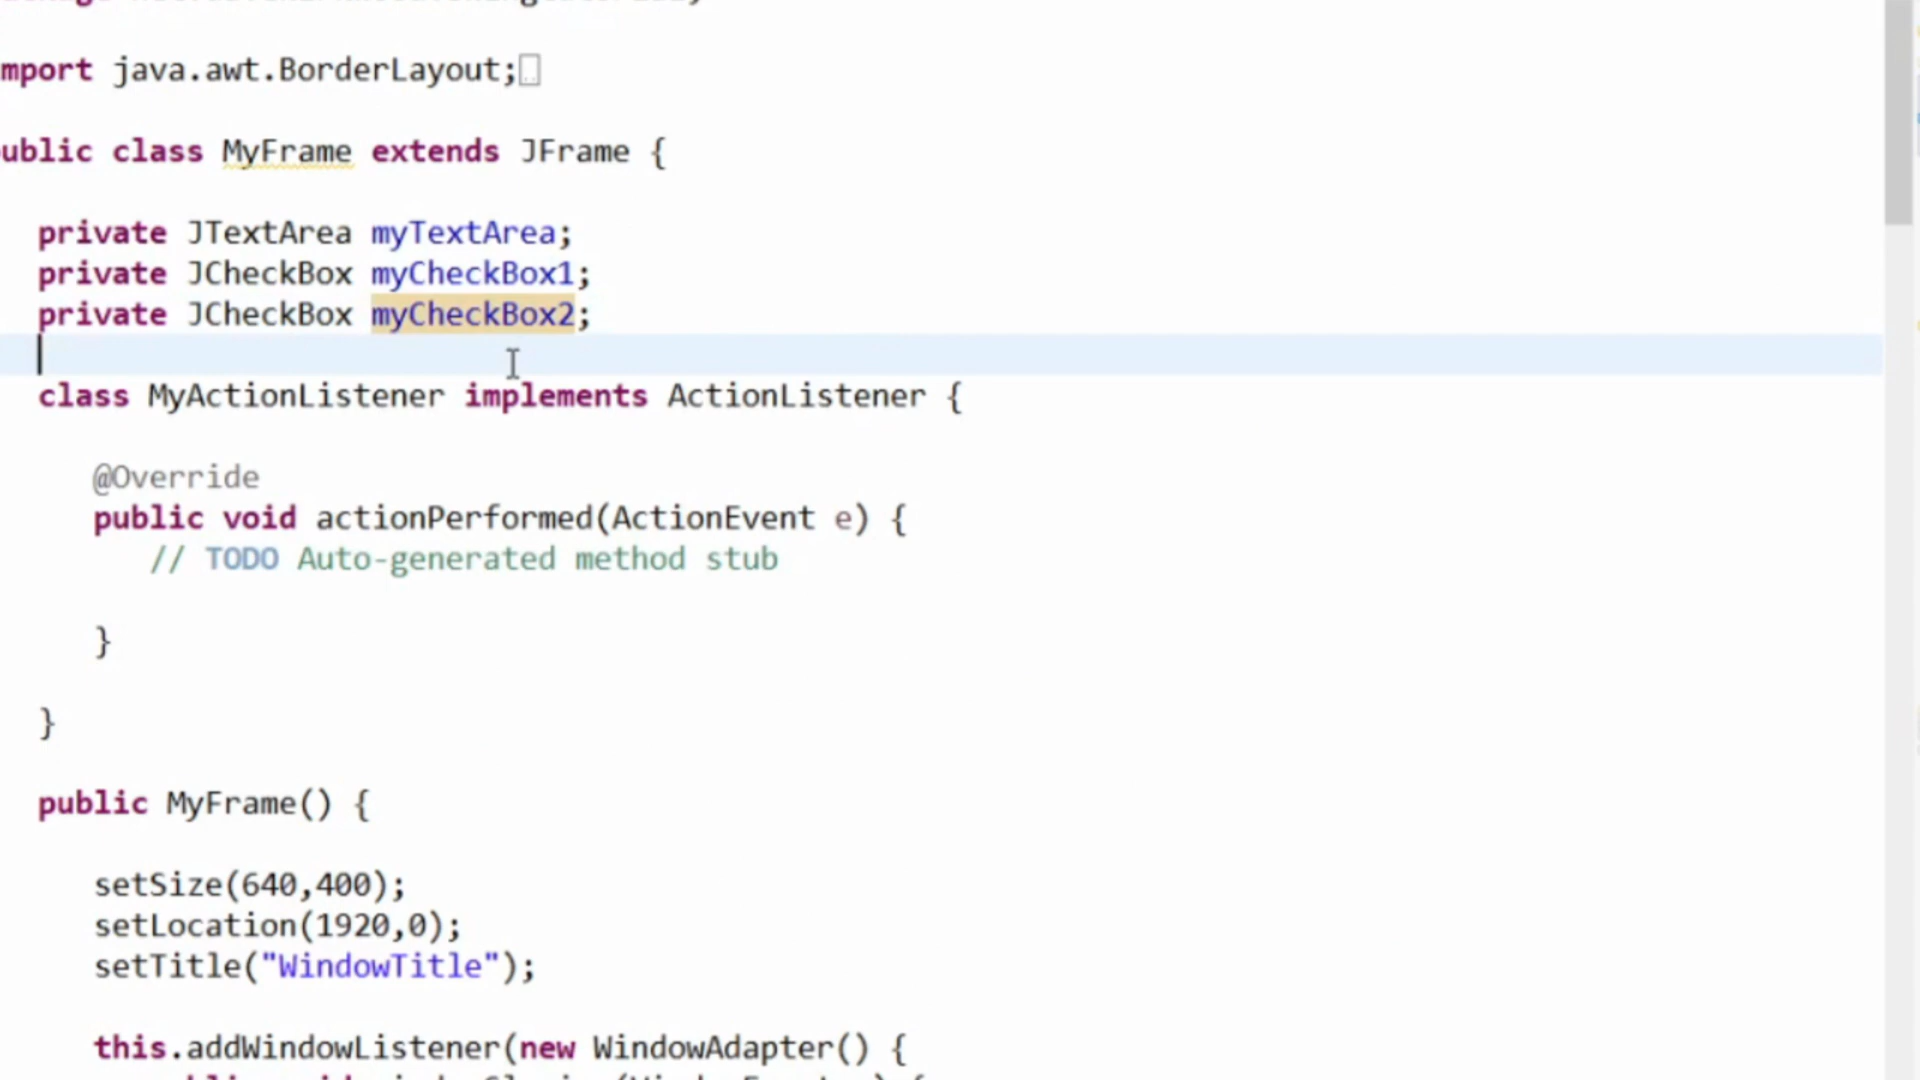 mport java.awt.BorderLayout;
ublic class MyFrame extends JFrame {
private JTextArea myTextArea;
private JCheckBox myCheckBox1;
private JCheckBox myCheckBox2;
class MyActionListener implements ActionListener {
@Override
public void actionPerformed(ActionEvent e) {
// TODO Auto-generated method stub
}
}
public MyFrame() {
setSize(640,400);
setLocation(1920,0);
setTitle("WindowTitle");
this.addWindowListener(new WindowAdapter() {